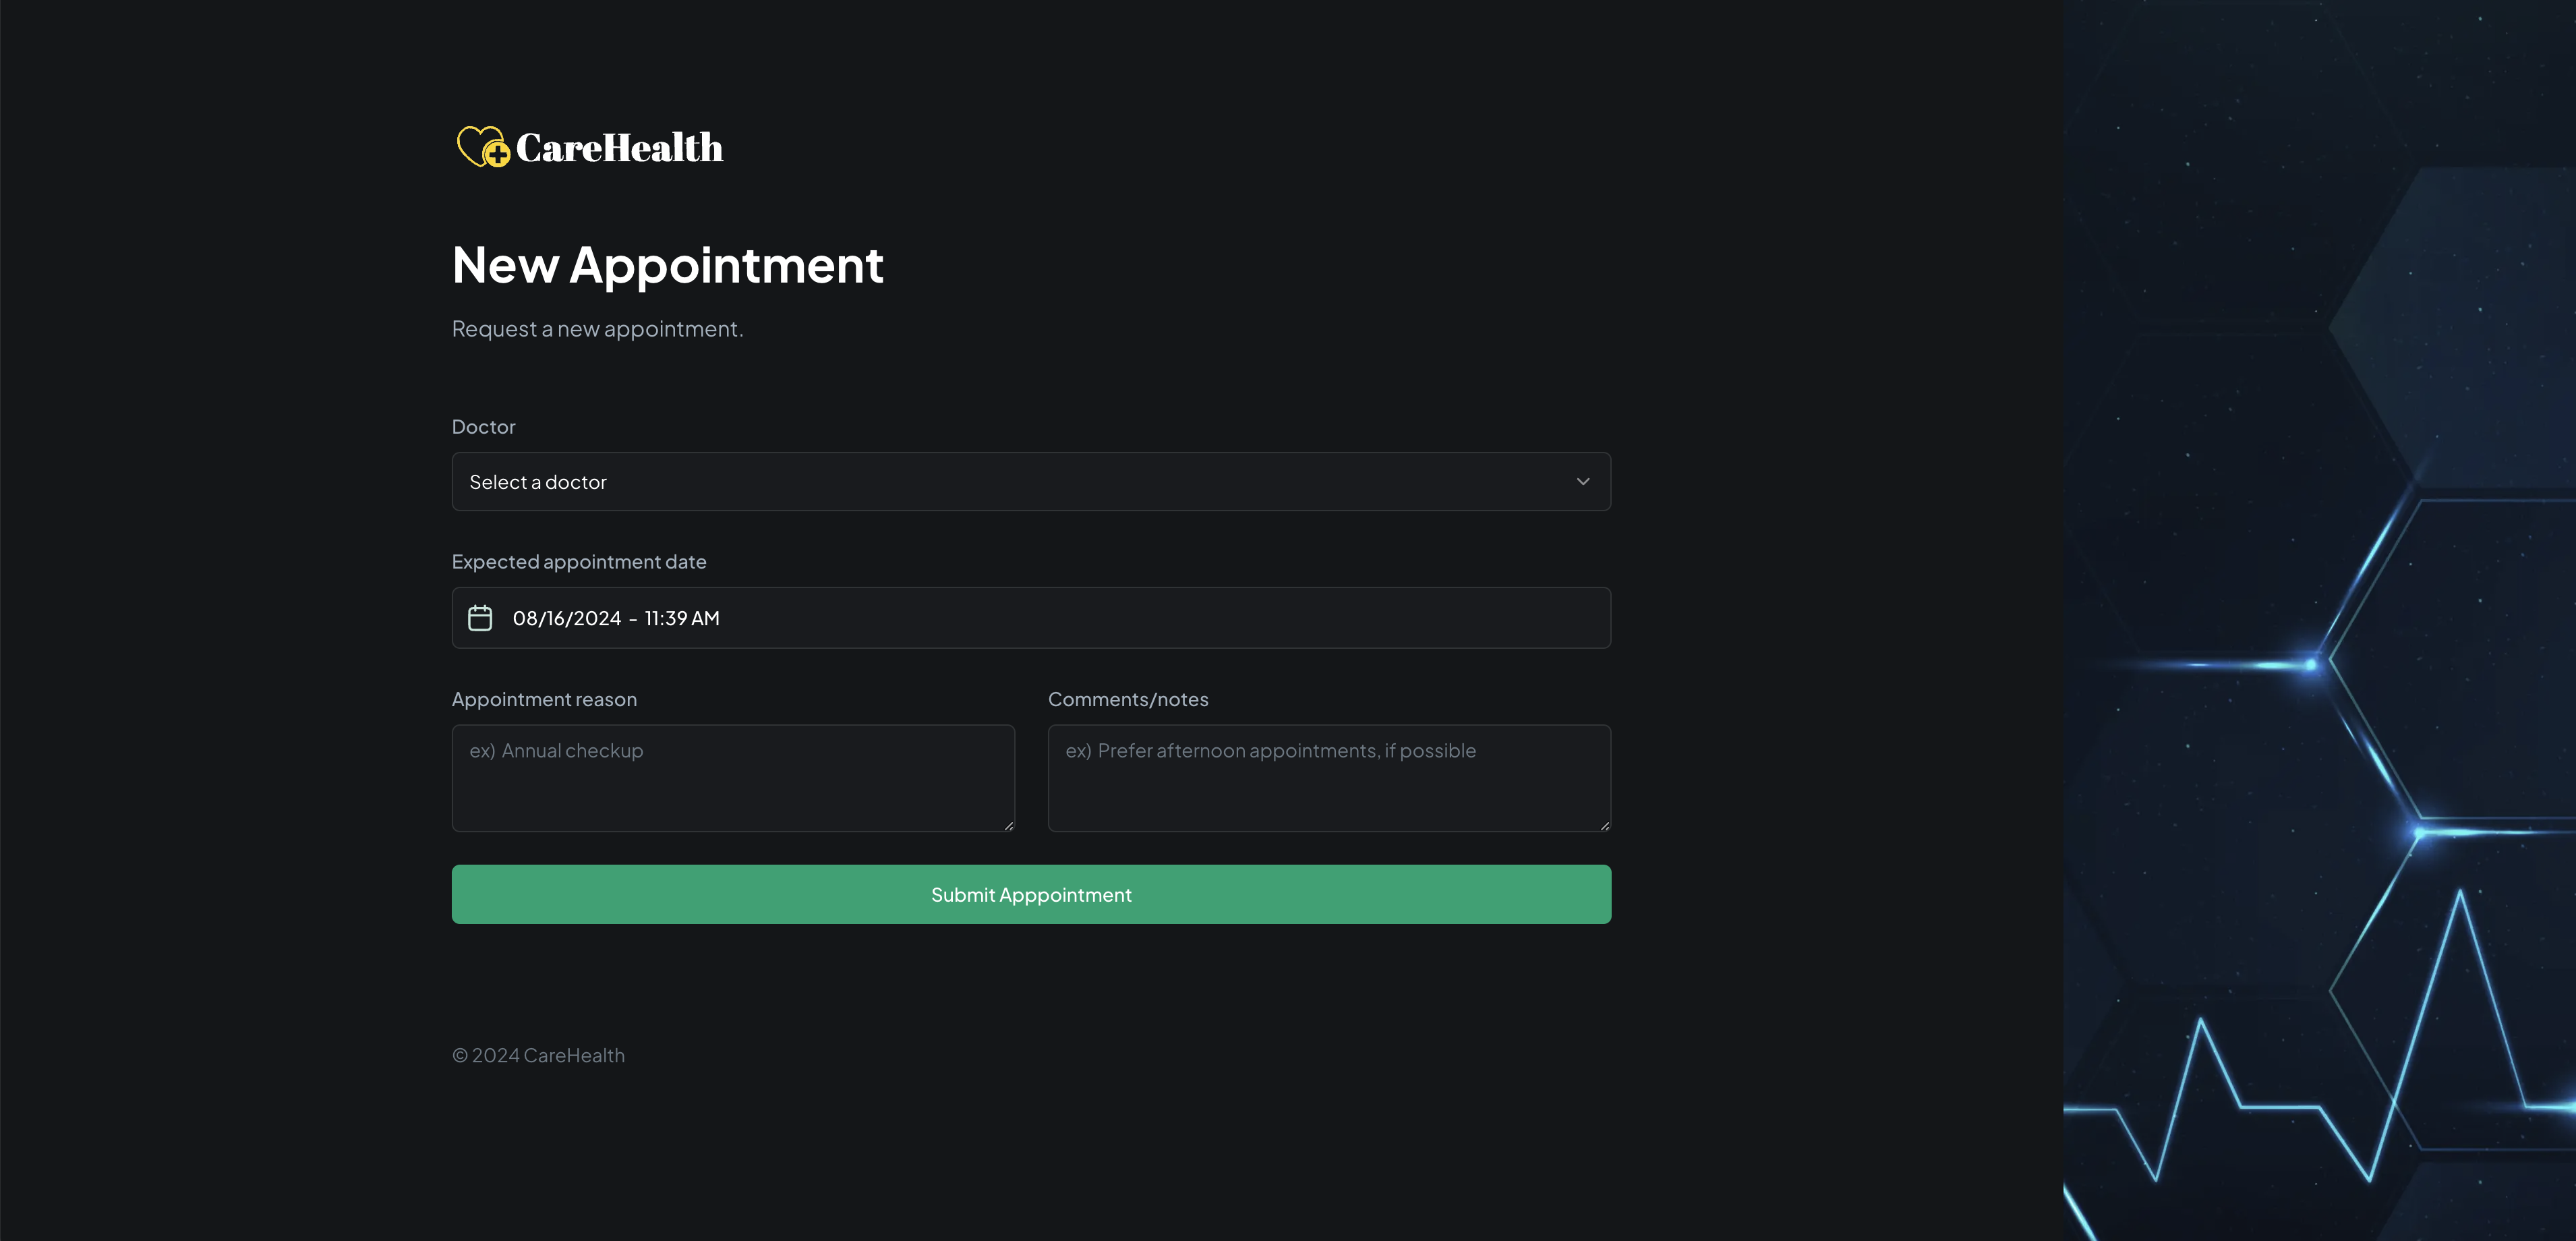 CareHealth
New Appointment
Request a new appointment.
Doctor
Select a doctor
Expected appointment date
08/16/2024 - 11:39 AM
Appointment reason
Comments/notes
ex) Annual checkup
ex) Prefer afternoon appointments, if possible
Submit Apppointment
© 2024 CareHealth